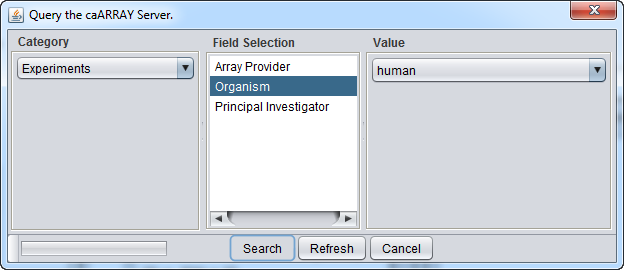 Query the caARRAY Server.
Category
Field Selection
Value
Experiments
Array Provider
Organism
Principal Investigator
human
Search
Refresh
Cancel